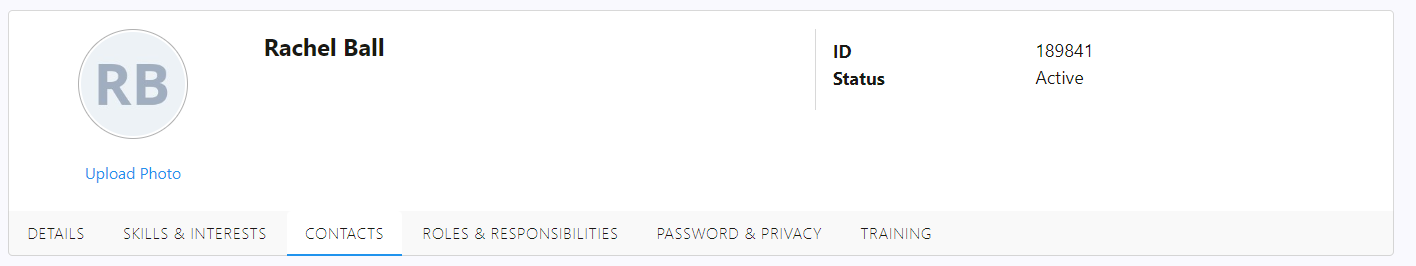 RB
Upload Photo
Rachel Ball
ID 189841
Status Active
DETAILS SKILLS & INTERESTS CONTACTS ROLES & RESPONSIBILITIES PASSWORD & PRIVACY TRAINING